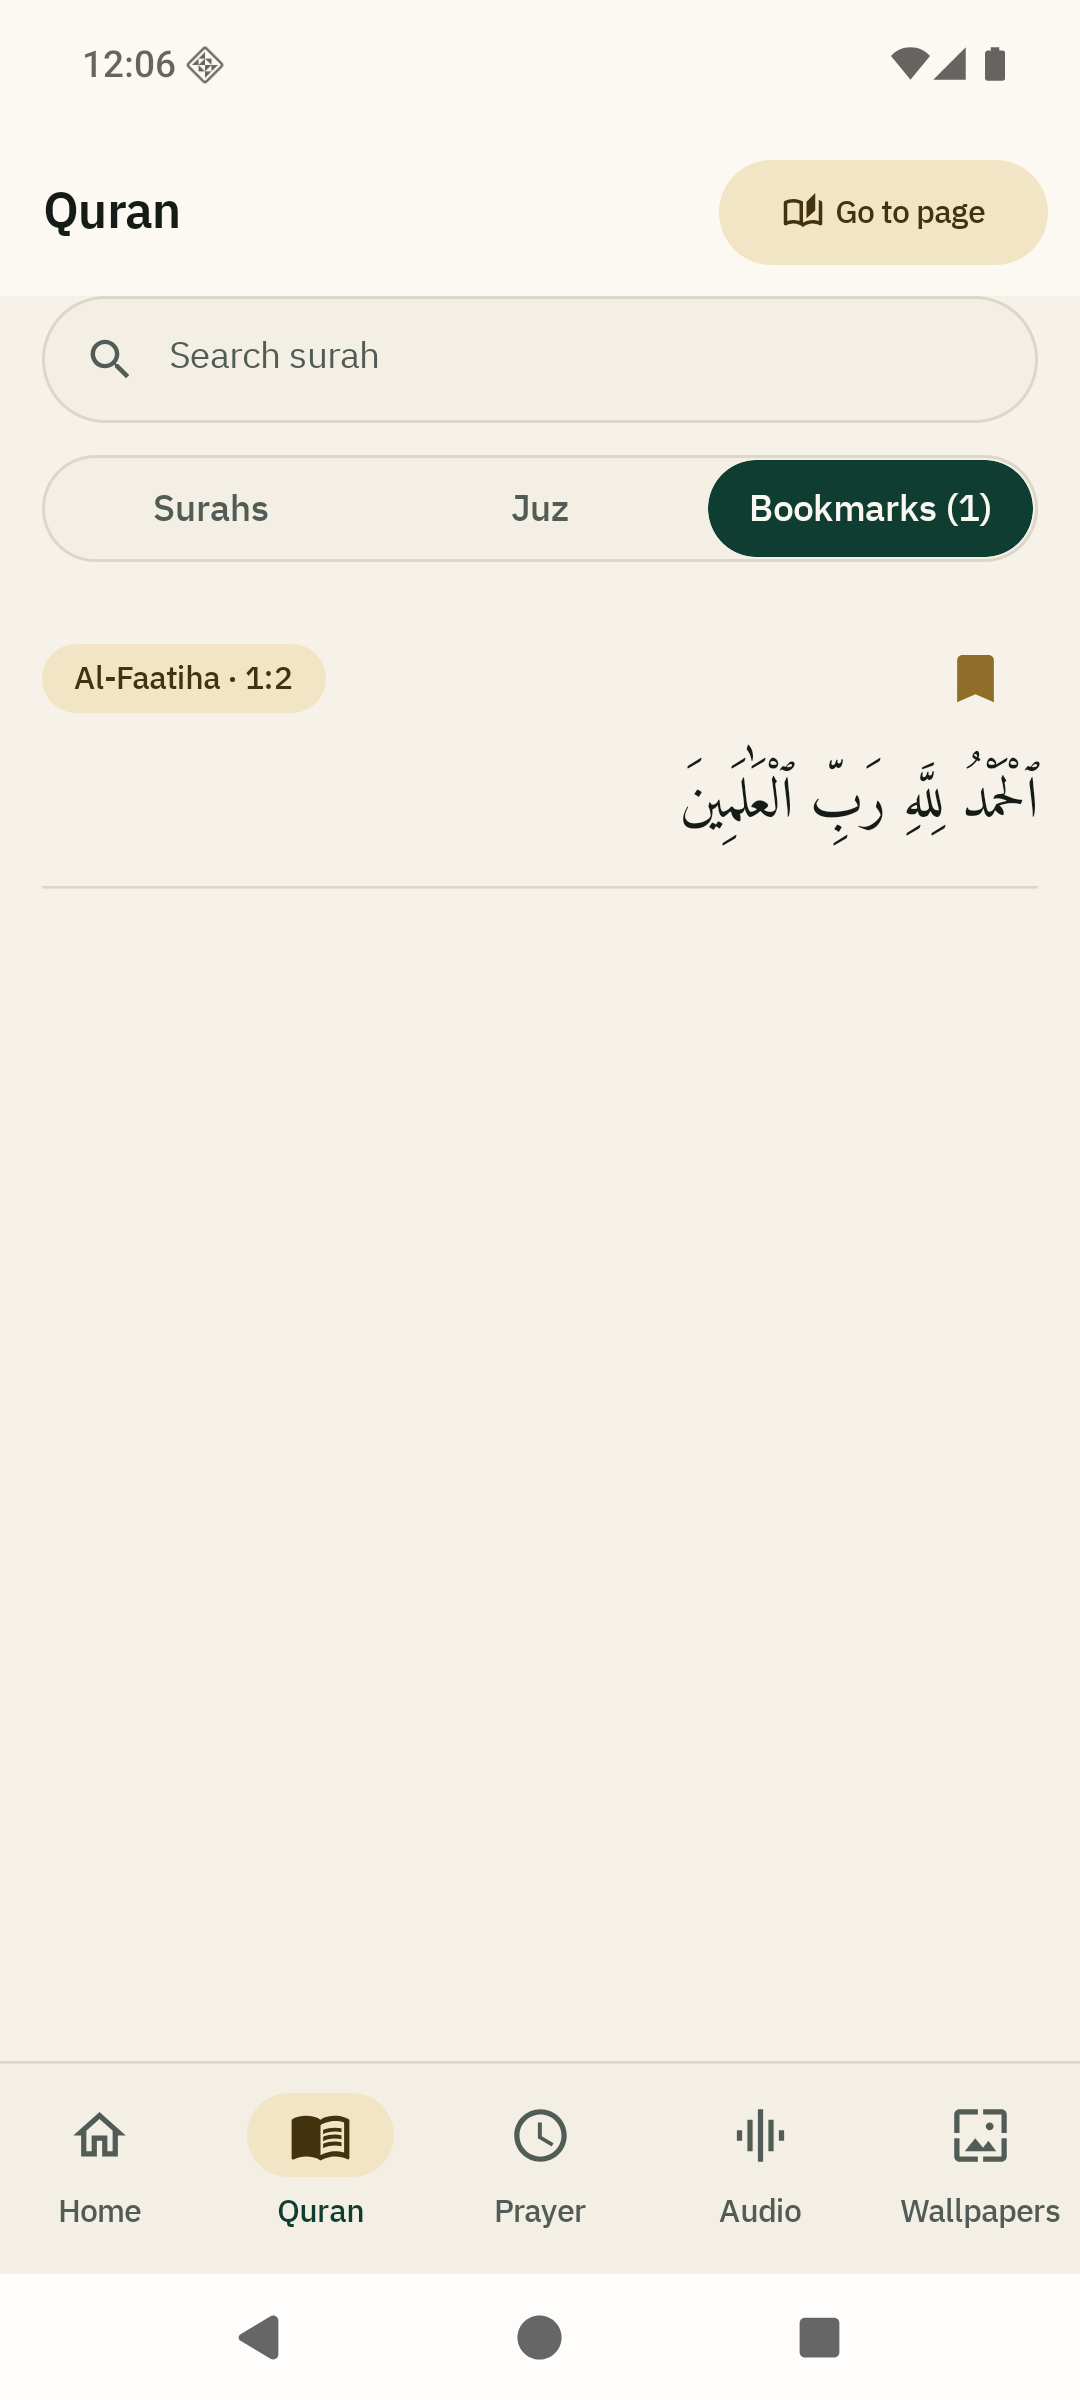 12:06
Quran
Go to page
Search surah
Surahs
Juz
Bookmarks (1)
Al-Faatiha · 1:2
ٱلْحَمْدُ لِلَّهِ رَبِّ ٱلْعَٰلَمِينَ
Home
Quran
Prayer
Audio
Wallpapers